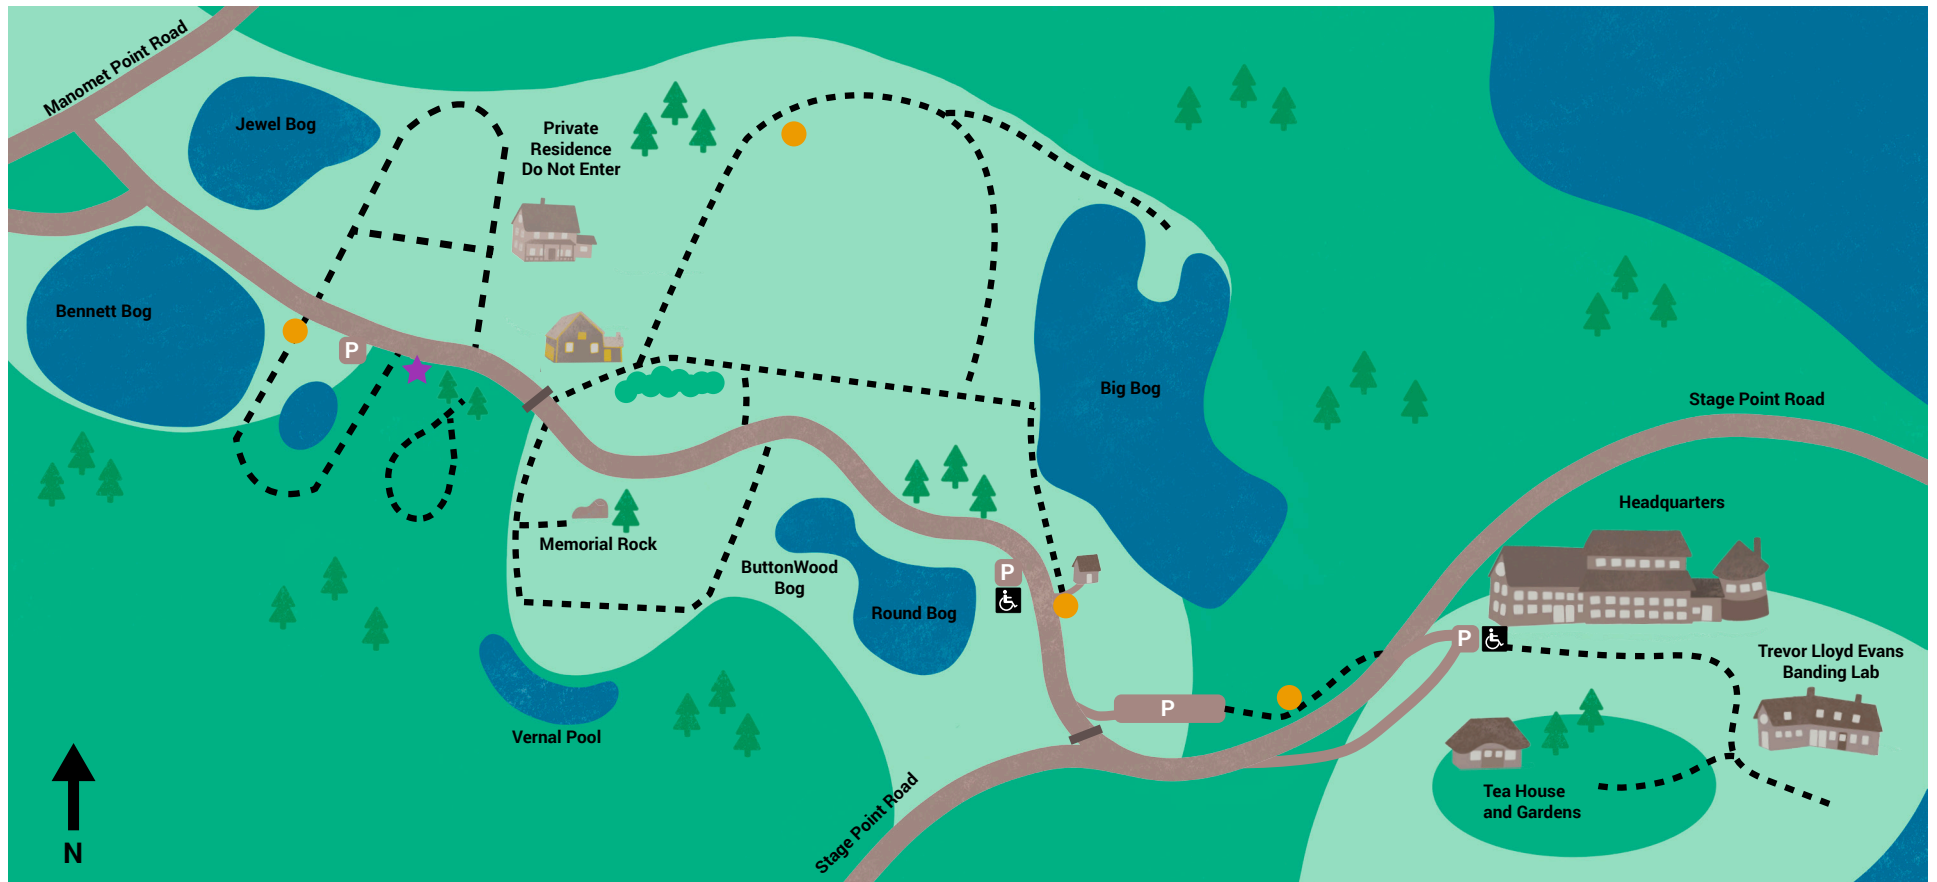 Manomet Point Road
Jewel Bog
Private
Residence
Do Not Enter
Bennett Bog
P
Big Bog
Stage Point Road
Headquarters
Memorial Rock
ButtonWood
Bog
P
Round Bog
P
Trevor Lloyd Evans
Banding Lab
P
Vernal Pool
Tea House
and Gardens
Stage Point Road
N